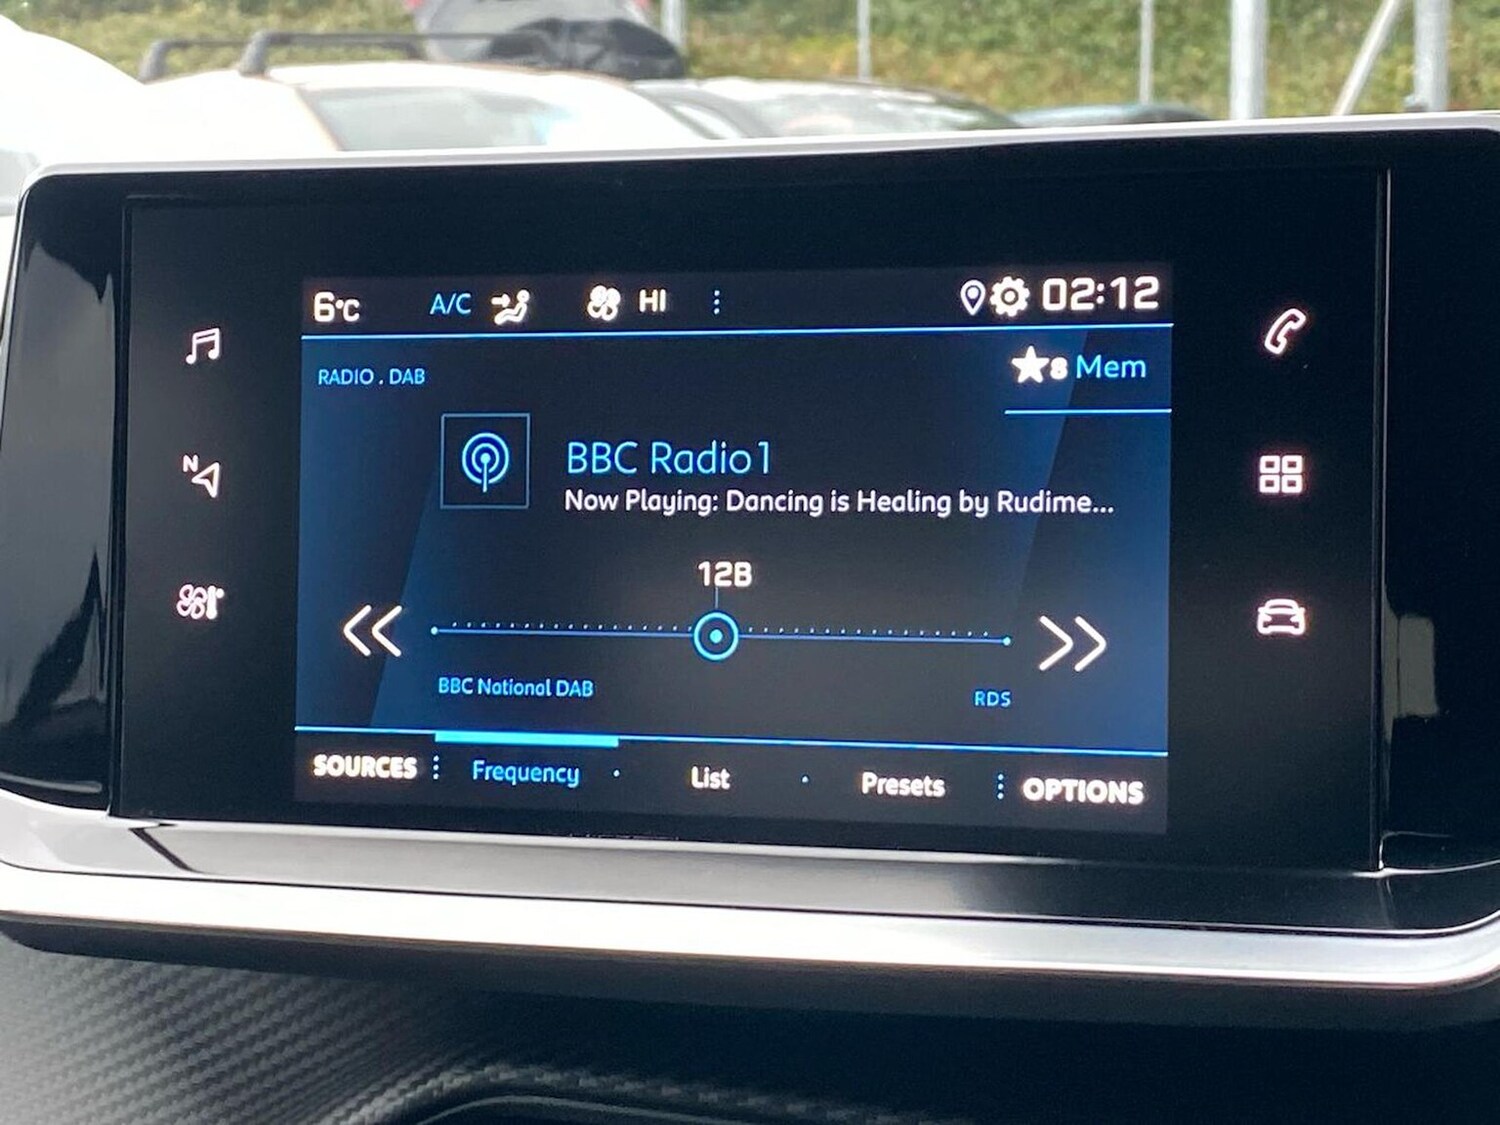 6°C A/C HI 02:12
RADIO . DAB
8 Mem
BBC Radio1
Now Playing: Dancing is Healing by Rudime...
N
12B
BBC National DAB
RDS
SOURCES Frequency List Presets OPTIONS